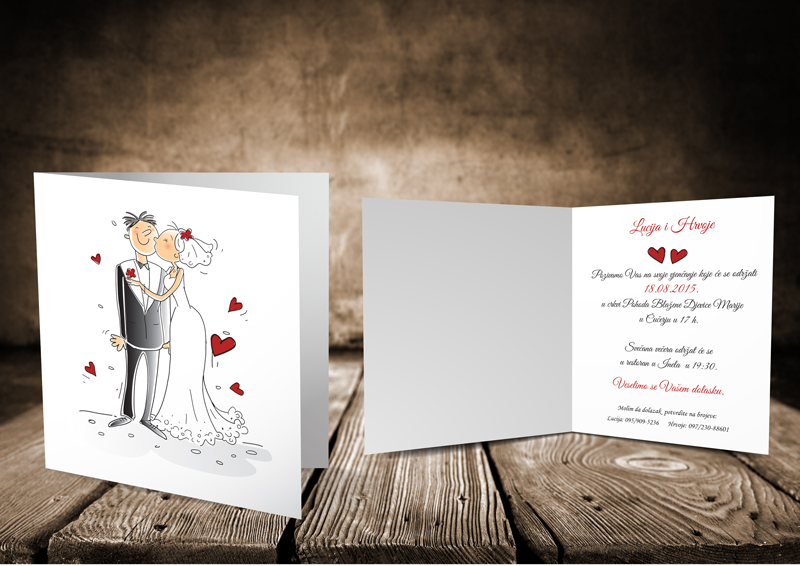 Lucija i Hrvoje
Pozivamo Vas na svoje vjenčanje koje će se održati
18.08.2015.
u crkvi Pohoda Blažene Djevice Marije
u Čučerju u 17 h.
Svečana večera održat će se
u restoran u Ineta u 19:30.
Veselimo se Vašem dolasku.
Molim da dolazak, potvrdite na brojeve:
Lucija: 095/909-5236 Hrvoje: 097/230-88601